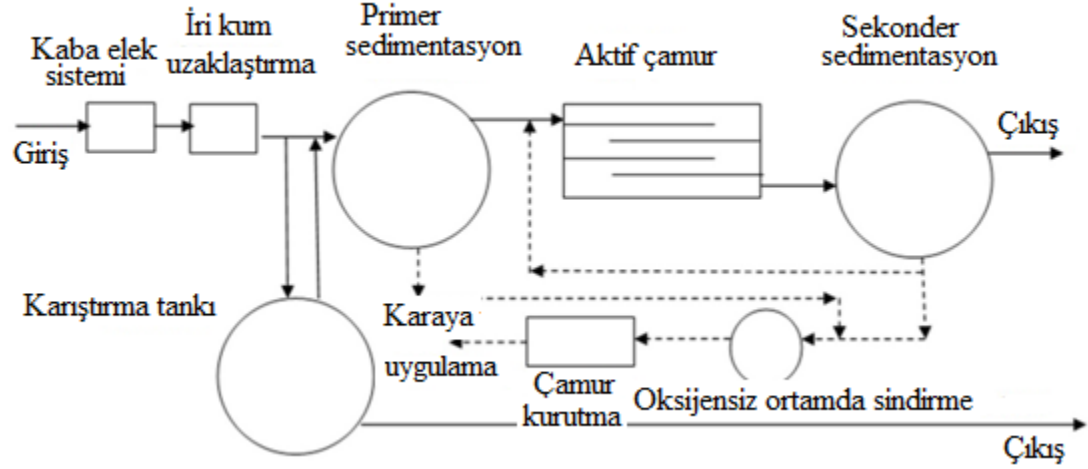 Kaba elek
sistemi
İri kum
uzaklaştırma
Primer
sedimentasyon
Aktif çamur
Sekonder
sedimentasyon
Giriş
Çıkış
Karıştırma tankı
Karaya
uygulama
Çamur
kurutma
Oksijensiz ortamda sindirme
Çıkış